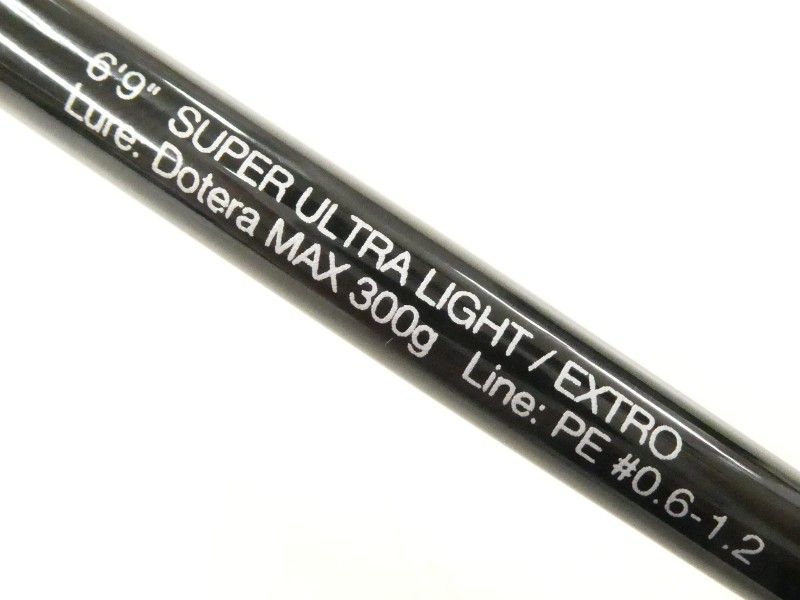 6'9" SUPER ULTRA LIGHT / EXTRO
Lure: Dotera MAX 300g Line: PE #0.6-1.2